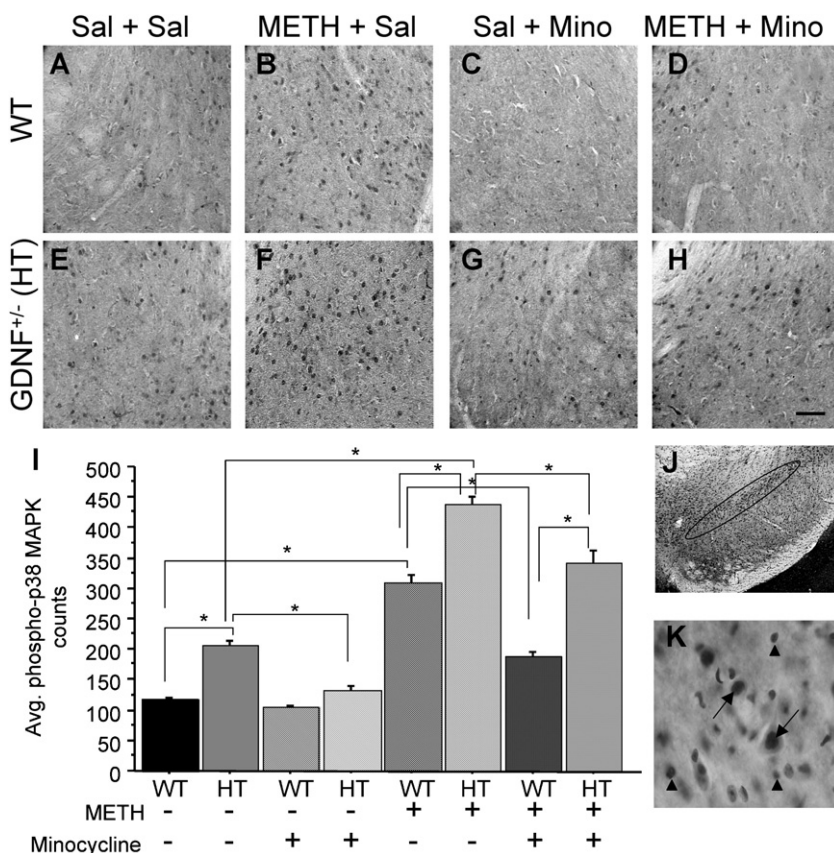 Sal + Sal METH + Sal Sal + Mino METH + Mino
WT
A B C D
GDNF+/- (HT)
E F G H
I
Avg. phospho-p38 MAPK
counts
500
450
400
350
300
250
200
150
100
50
0
* * * * * * * *
WT HT WT HT WT HT WT HT
METH - - - - + + + +
Minocycline - - + + - - + +
J
K